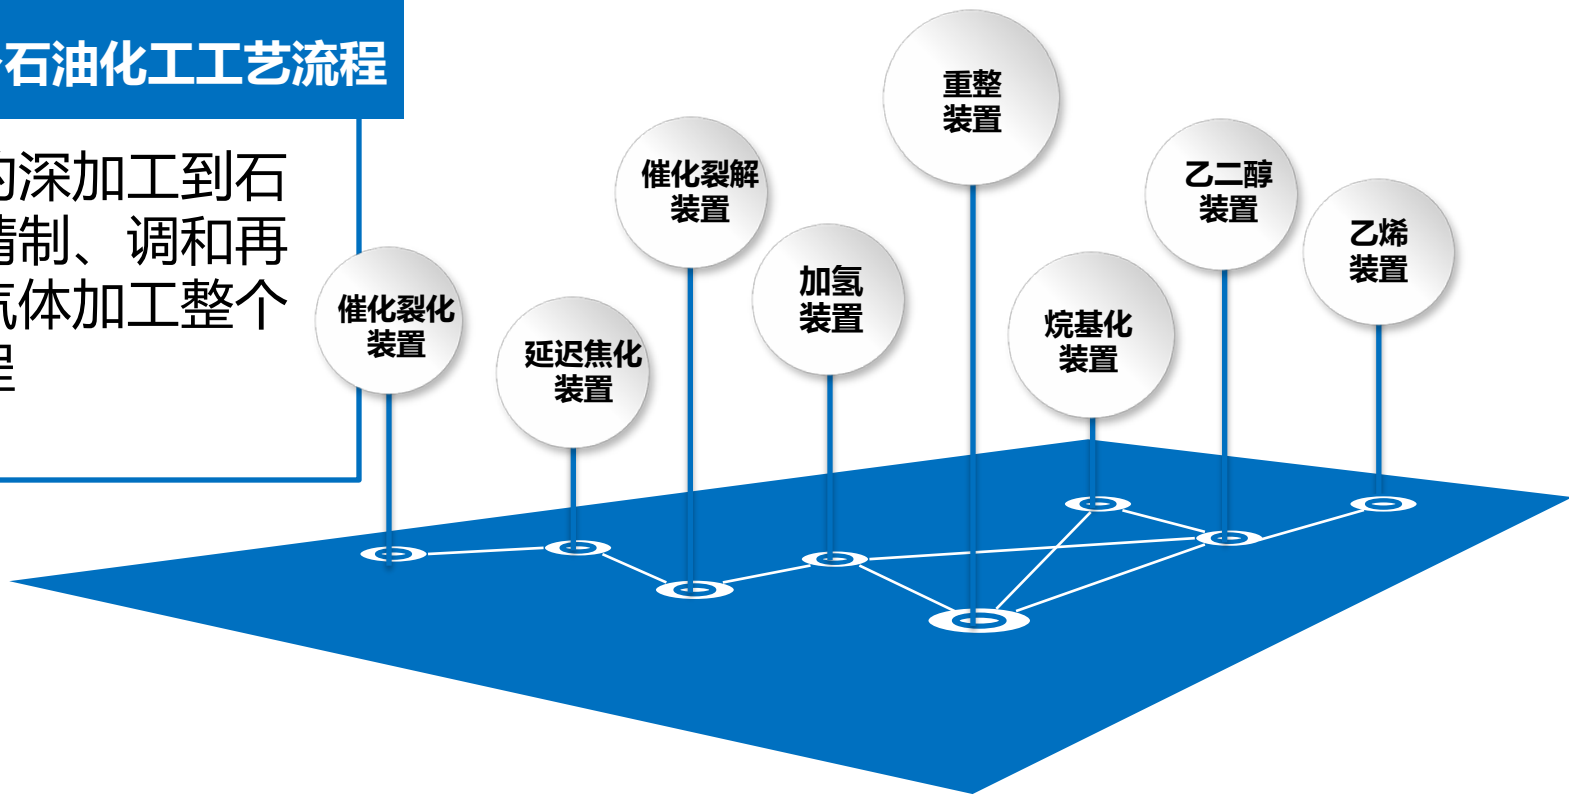 石油化工工艺流程
的深加工到石
精制、调和再
气体加工整个
程
催化裂化
装置
延迟焦化
装置
催化裂解
装置
加氢
装置
重整
装置
烷基化
装置
乙二醇
装置
乙烯
装置